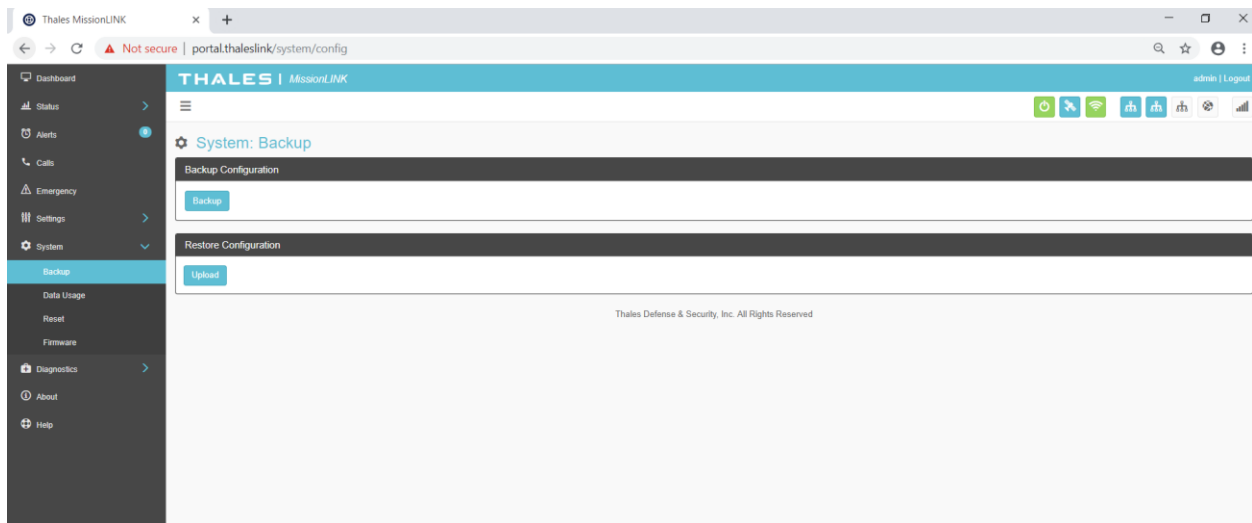 Thales MissionLINK
Not secure | portal.thaleslink/system/config
THALES | MissionLINK
admin | Logout
Dashboard
Status
Alerts 0
Calls
Emergency
Settings
System
Backup
Data Usage
Reset
Firmware
Diagnostics
About
Help
System: Backup
Backup Configuration
Backup
Restore Configuration
Upload
Thales Defense & Security, Inc. All Rights Reserved